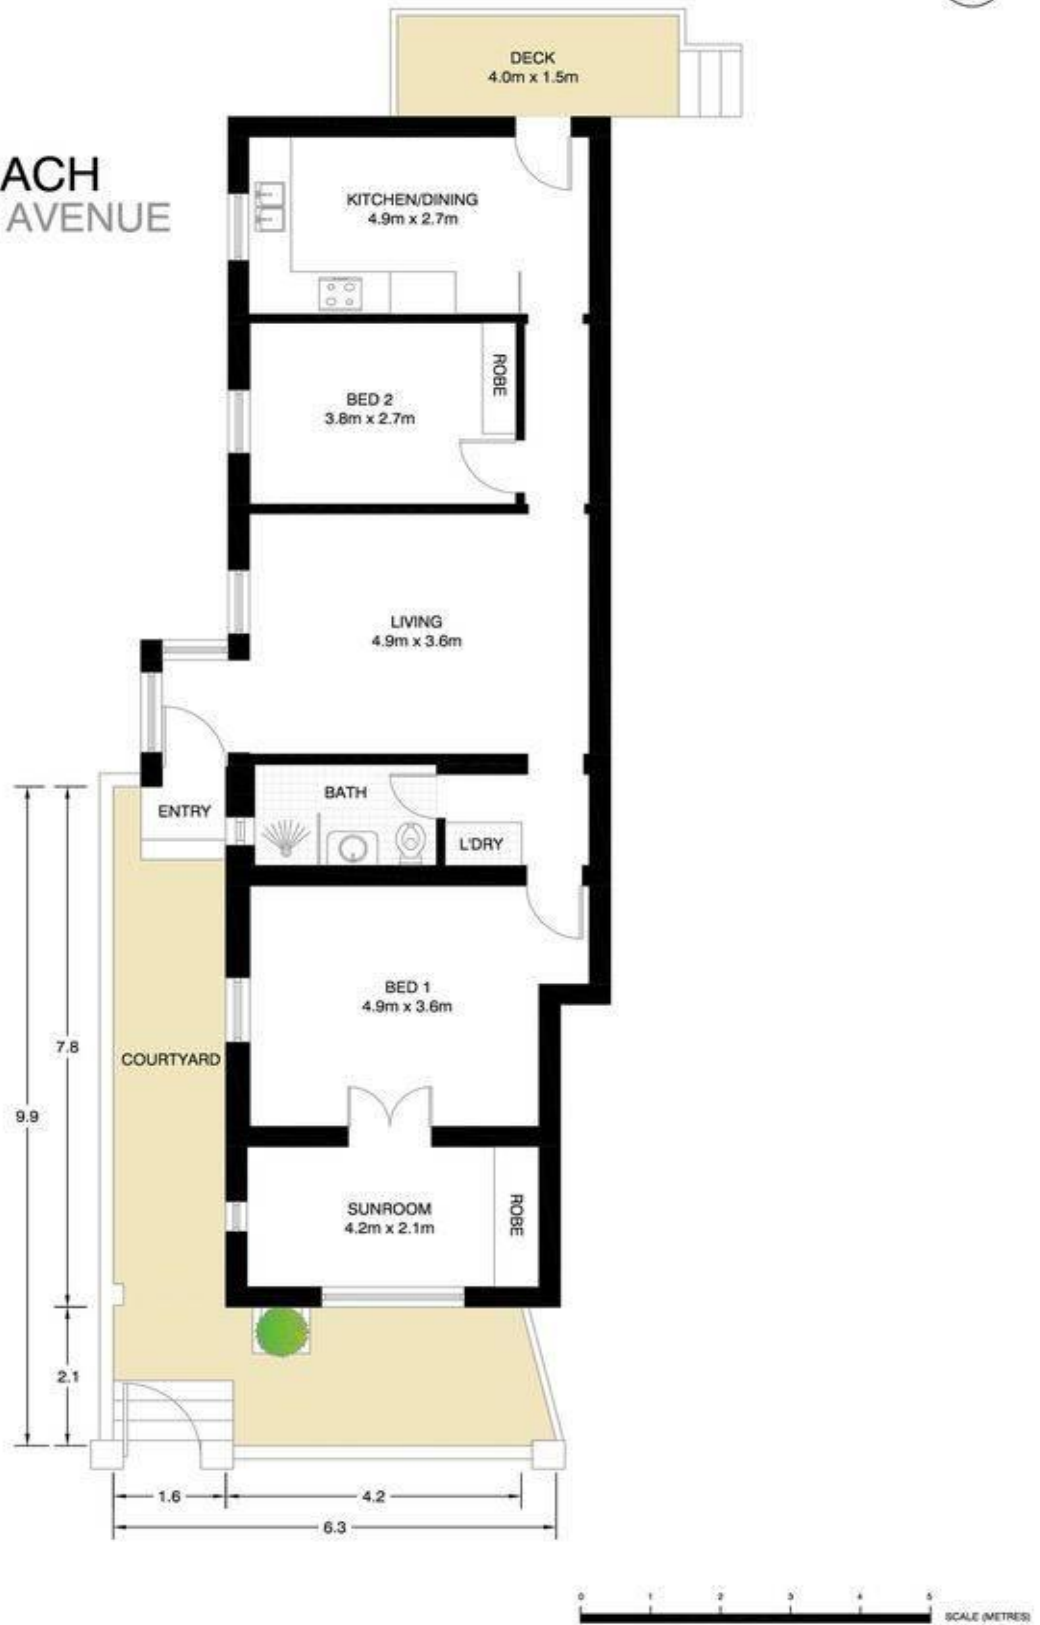 DECK
4.0m x 1.5m
ACH
AVENUE
KITCHEN/DINING
4.9m x 2.7m
ROBE
BED 2
3.8m x 2.7m
LIVING
4.9m x 3.6m
BATH
ENTRY
L'DRY
BED 1
4.9m x 3.6m
7.8
COURTYARD
9.9
SUNROOM
4.2m x 2.1m
ROBE
2.1
1.6
4.2
6.3
0 1 2 3 4 5
SCALE (METRES)